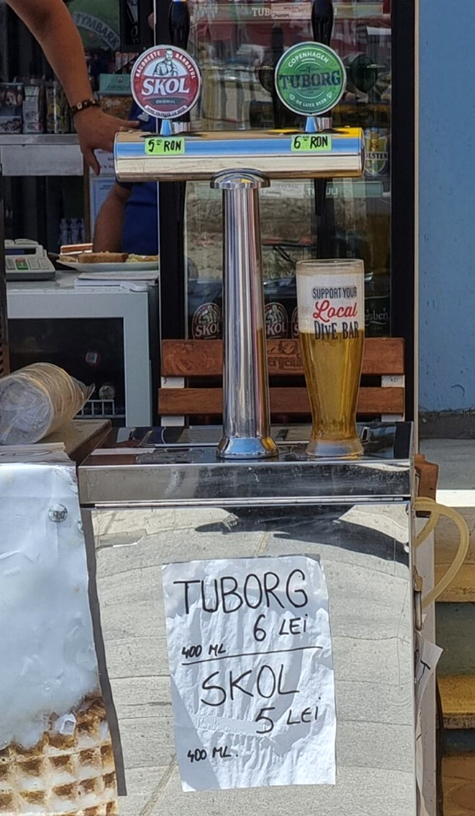 SKOL
COPENHAGEN
TUBORG
5 RON
6 RON
SUPPORT YOUR
Local
DIVE BAR
SKOL
TUBORG
6 LEI
400 ML
SKOL
5 LEI
400 ML.